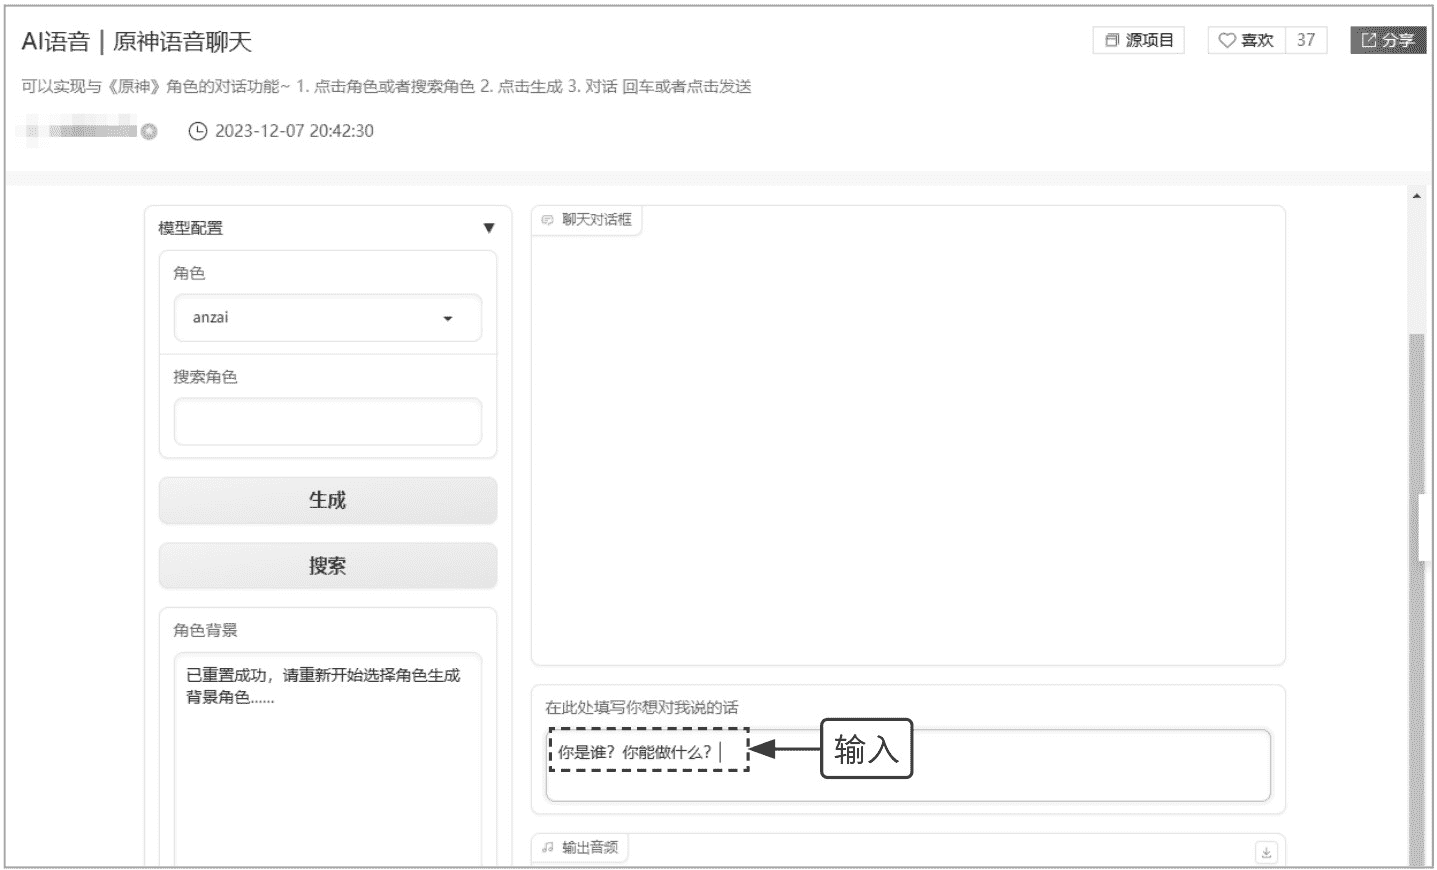 AI语音 | 原神语音聊天
源项目
喜欢 37
分享
可以实现与《原神》角色的对话功能~ 1. 点击角色或者搜索角色 2. 点击生成 3. 对话 回车或者点击发送
2023-12-07 20:42:30
模型配置
角色
anzai
搜索角色
生成
搜索
角色背景
已重置成功，请重新开始选择角色生成
背景角色......
聊天对话框
在此处填写你想对我说的话
你是谁？你能做什么？
输入
输出音频